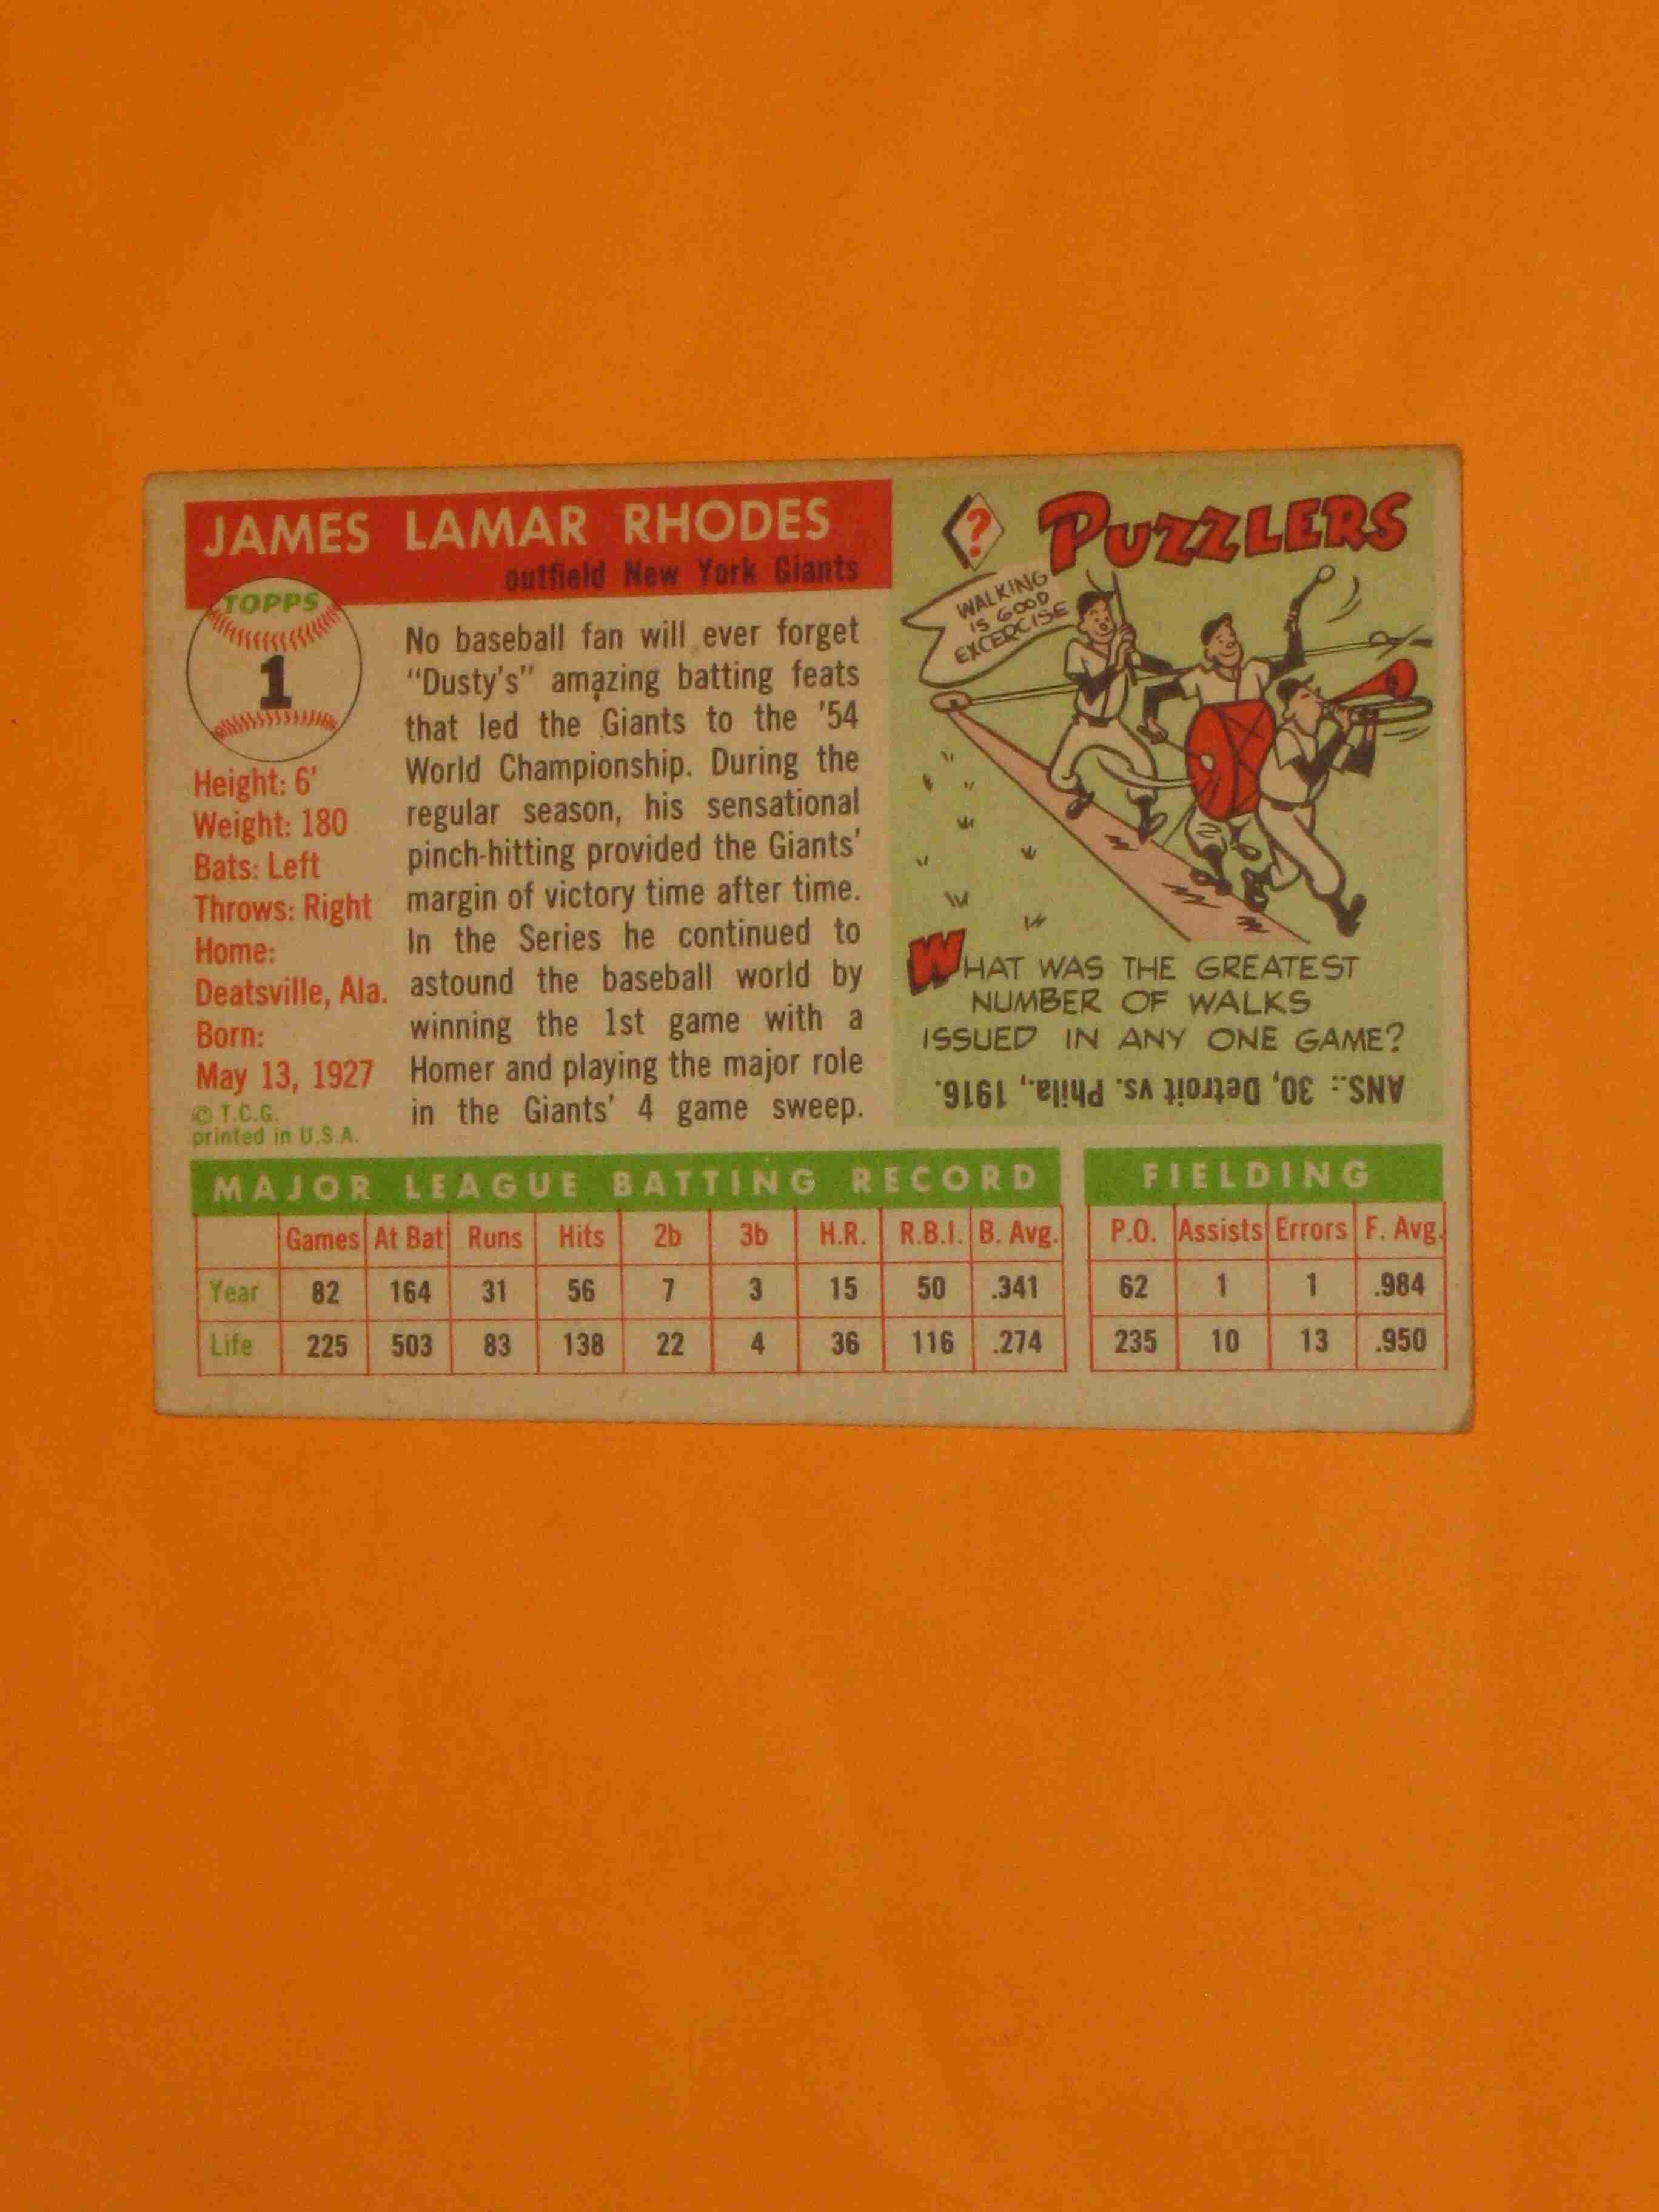 JAMES LAMAR RHODES
outfield New York Giants
TOPPS
1
Height: 6'
Weight: 180
Bats: Left
Throws: Right
Home:
Deatsville, Ala.
Born:
May 13, 1927
© T.C.G.
printed in U.S.A.
No baseball fan will ever forget
"Dusty's" amazing batting feats
that led the Giants to the '54
World Championship. During the
regular season, his sensational
pinch-hitting provided the Giants'
margin of victory time after time.
In the Series he continued to
astound the baseball world by
winning the 1st game with a
Homer and playing the major role
in the Giants' 4 game sweep.
?
PUZZLERS
WALKING
IS GOOD
EXCERCISE
WHAT WAS THE GREATEST
NUMBER OF WALKS
ISSUED IN ANY ONE GAME?
ANS.: 30, Detroit vs. Phila., 1916.
MAJOR LEAGUE BATTING RECORD
Games At Bat Runs Hits 2b 3b H.R. R.B.I. B. Avg.
Year 82 164 31 56 7 3 15 50 .341
Life 225 503 83 138 22 4 36 116 .274
FIELDING
P.O. Assists Errors F. Avg.
62 1 1 .984
235 10 13 .950